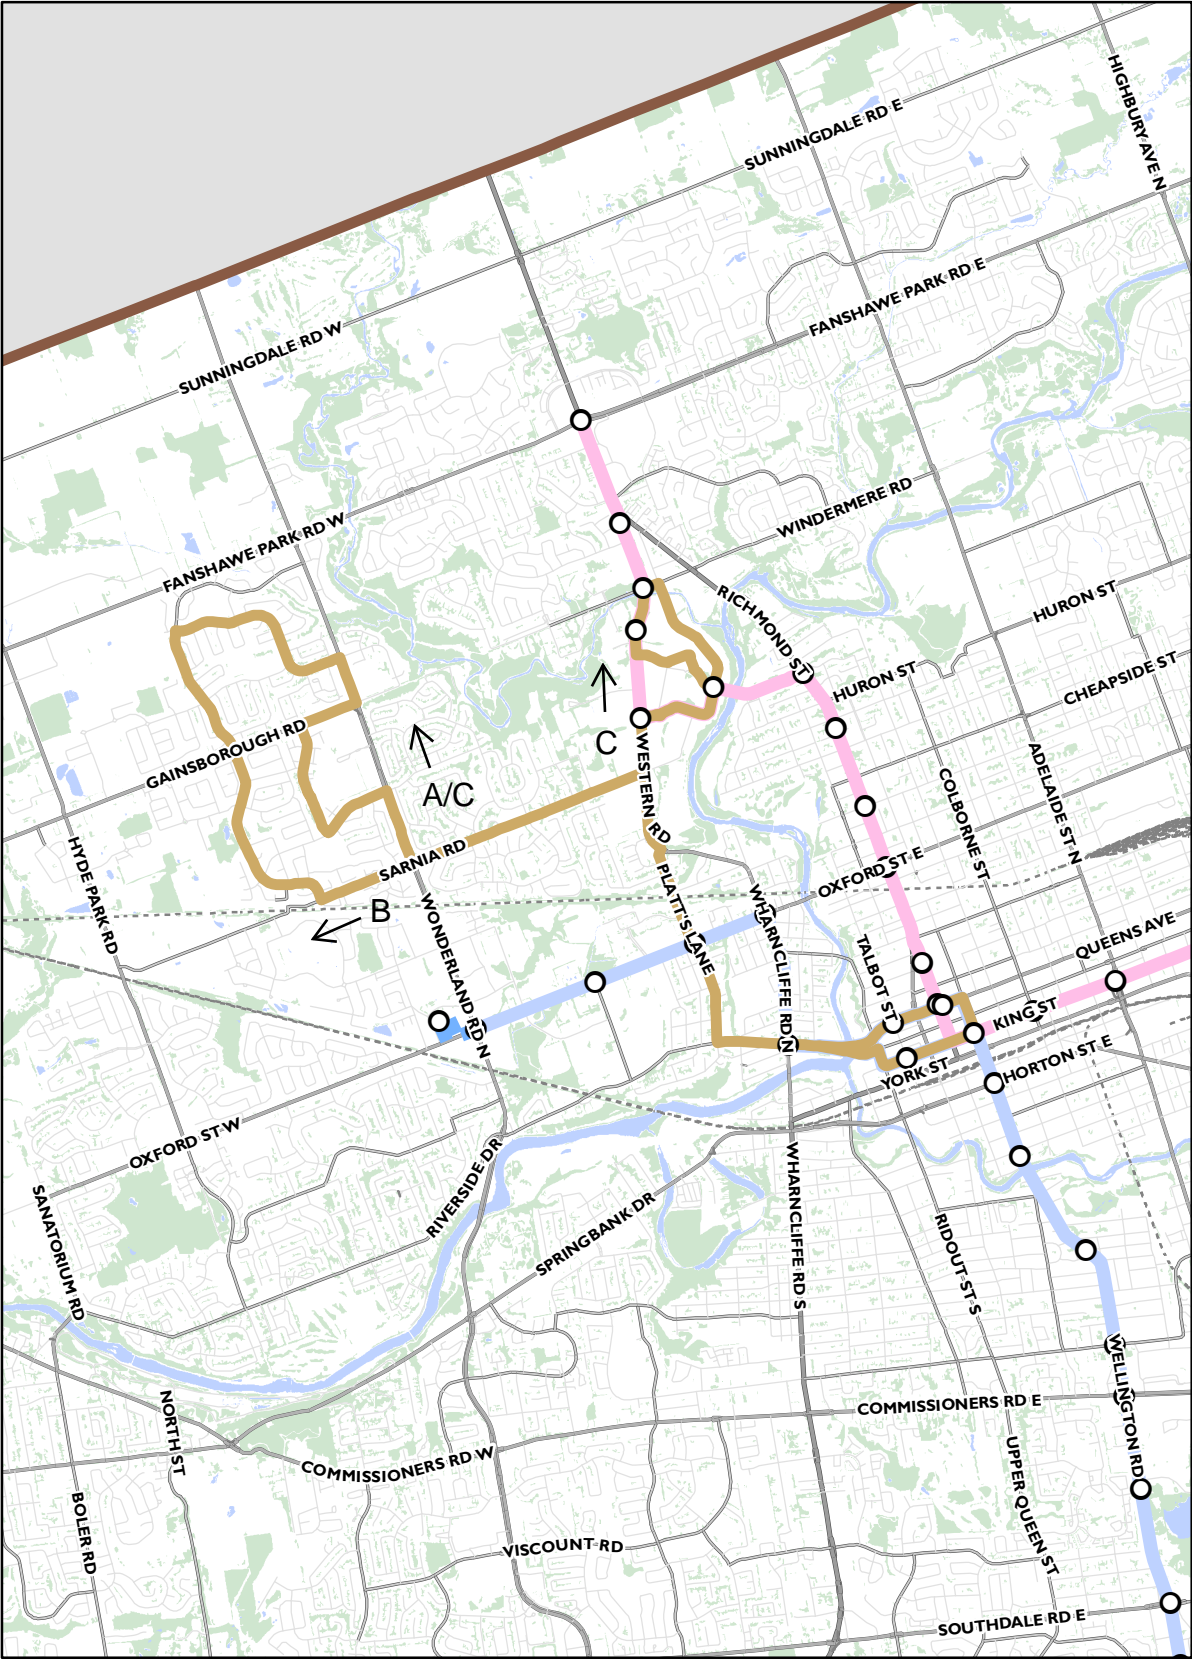 HIGHBURY AVE N
SUNNINGDALE RD E
FANSHAWE PARK RD E
SUNNINGDALE RD W
WINDERMERE RD
FANSHAWE PARK RD W
RICHMOND ST
HURON ST
HURON ST
CHEAPSIDE ST
GAINSBOROUGH RD
C
A/C
WESTERN RD
ADELAIDE ST N
COLBORNE ST
HYDE PARK RD
SARNIA RD
OXFORD ST E
B
PLATT'S LANE
WHARNCLIFFE RD N
WONDERLAND RD N
TALBOT ST
QUEENS AVE
KING ST
YORK ST
HORTON ST E
OXFORD ST W
RIVERSIDE DR
SANATORIUM RD
SPRINGBANK DR
WHARNCLIFFE RD S
RIDOUT ST S
WELLINGTON RD
NORTH ST
COMMISSIONERS RD E
COMMISSIONERS RD W
UPPER QUEEN ST
BOLER RD
VISCOUNT RD
SOUTHDALE RD E